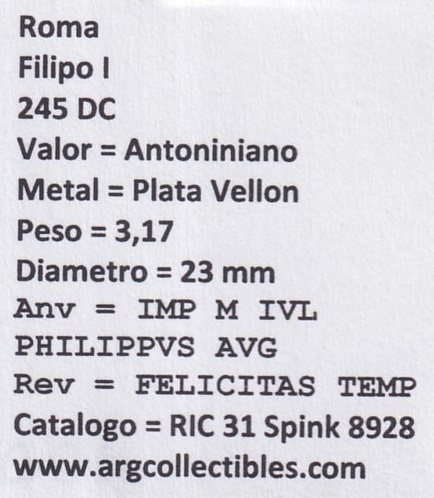 Roma
Filipo I
245 DC
Valor = Antoniniano
Metal = Plata Vellon
Peso = 3,17
Diametro = 23 mm
Anv = IMP M IVL
PHILIPPVS AVG
Rev = FELICITAS TEMP
Catalogo = RIC 31 Spink 8928
www.argcollectibles.com